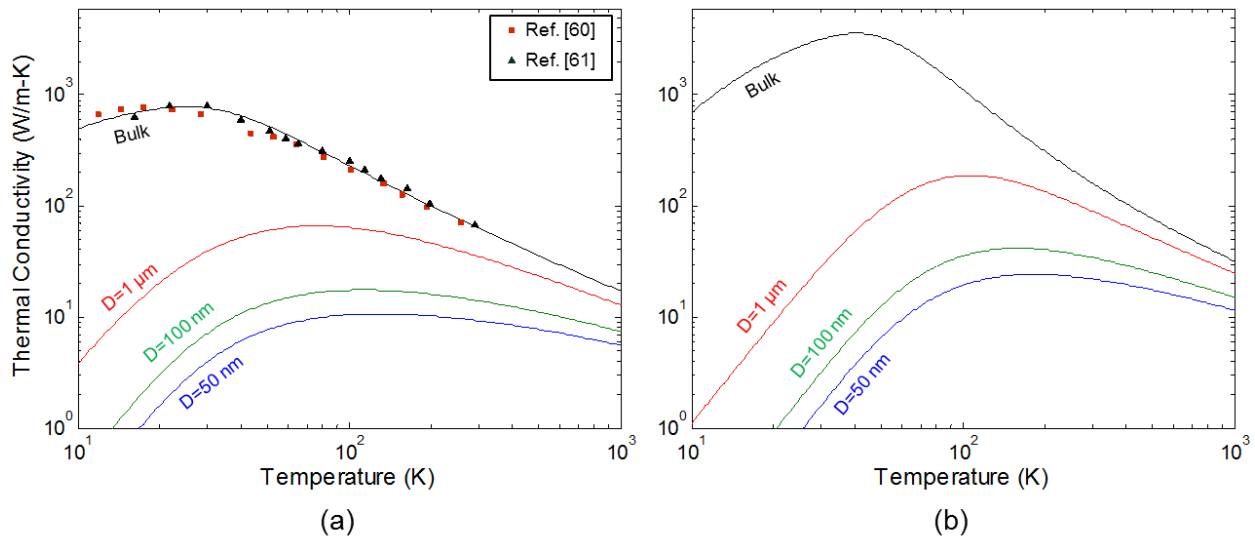 Thermal Conductivity (W/m-K)
10³
10²
10¹
10⁰
10¹
10²
10³
Temperature (K)
Ref. [60]
Ref. [61]
Bulk
D=1 µm
D=100 nm
D=50 nm
(a)
10³
10²
10¹
10⁰
10¹
10²
10³
Temperature (K)
Bulk
D=1 µm
D=100 nm
D=50 nm
(b)